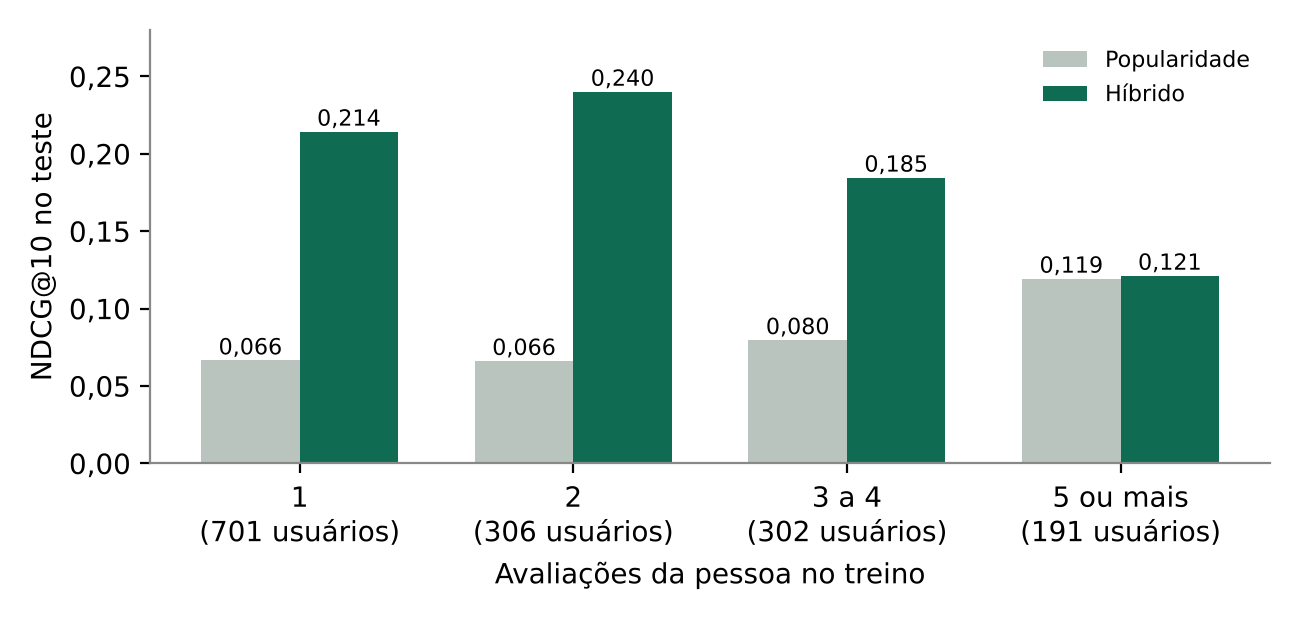 NDCG@10 no teste
0,25
0,20
0,15
0,10
0,05
0,00
Popularidade
Híbrido
0,066
0,214
0,066
0,240
0,080
0,185
0,119
0,121
1
(701 usuários)
2
(306 usuários)
3 a 4
(302 usuários)
5 ou mais
(191 usuários)
Avaliações da pessoa no treino